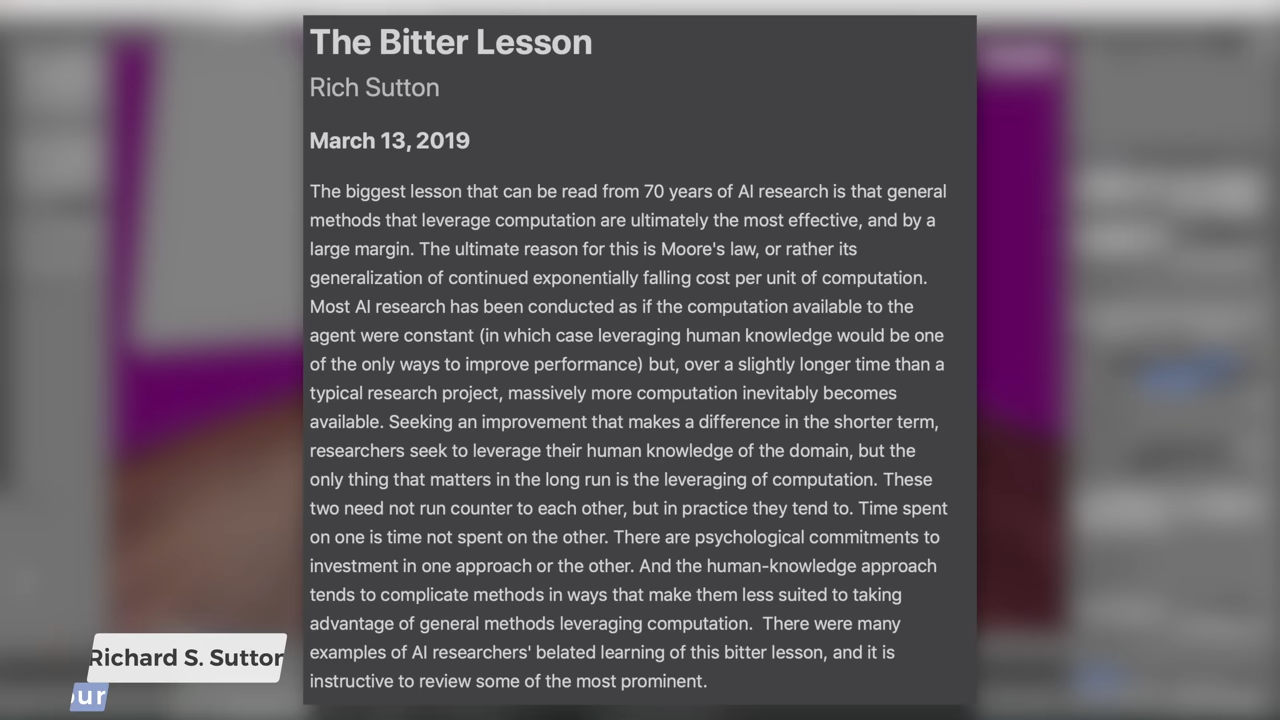 The Bitter Lesson
Rich Sutton
March 13, 2019
The biggest lesson that can be read from 70 years of AI research is that general
methods that leverage computation are ultimately the most effective, and by a
large margin. The ultimate reason for this is Moore's law, or rather its
generalization of continued exponentially falling cost per unit of computation.
Most AI research has been conducted as if the computation available to the
agent were constant (in which case leveraging human knowledge would be one
of the only ways to improve performance) but, over a slightly longer time than a
typical research project, massively more computation inevitably becomes
available. Seeking an improvement that makes a difference in the shorter term,
researchers seek to leverage their human knowledge of the domain, but the
only thing that matters in the long run is the leveraging of computation. These
two need not run counter to each other, but in practice they tend to. Time spent
on one is time not spent on the other. There are psychological commitments to
investment in one approach or the other. And the human-knowledge approach
tends to complicate methods in ways that make them less suited to taking
advantage of general methods leveraging computation.  There were many
examples of AI researchers' belated learning of this bitter lesson, and it is
instructive to review some of the most prominent.
Richard S. Sutton